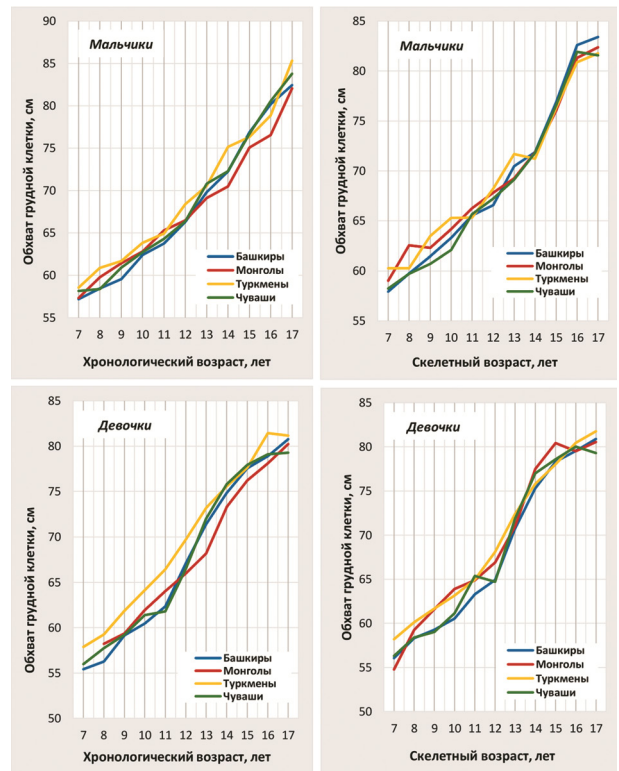 Мальчики
Обхват грудной клетки, см
90
85
80
75
70
65
60
55
7 8 9 10 11 12 13 14 15 16 17
Хронологический возраст, лет
Башкиры
Монголы
Туркмены
Чуваши
Мальчики
Обхват грудной клетки, см
85
80
75
70
65
60
55
7 8 9 10 11 12 13 14 15 16 17
Скелетный возраст, лет
Башкиры
Монголы
Туркмены
Чуваши
Девочки
Обхват грудной клетки, см
85
80
75
70
65
60
55
50
7 8 9 10 11 12 13 14 15 16 17
Хронологический возраст, лет
Башкиры
Монголы
Туркмены
Чуваши
Девочки
Обхват грудной клетки, см
85
80
75
70
65
60
55
50
7 8 9 10 11 12 13 14 15 16 17
Скелетный возраст, лет
Башкиры
Монголы
Туркмены
Чуваши